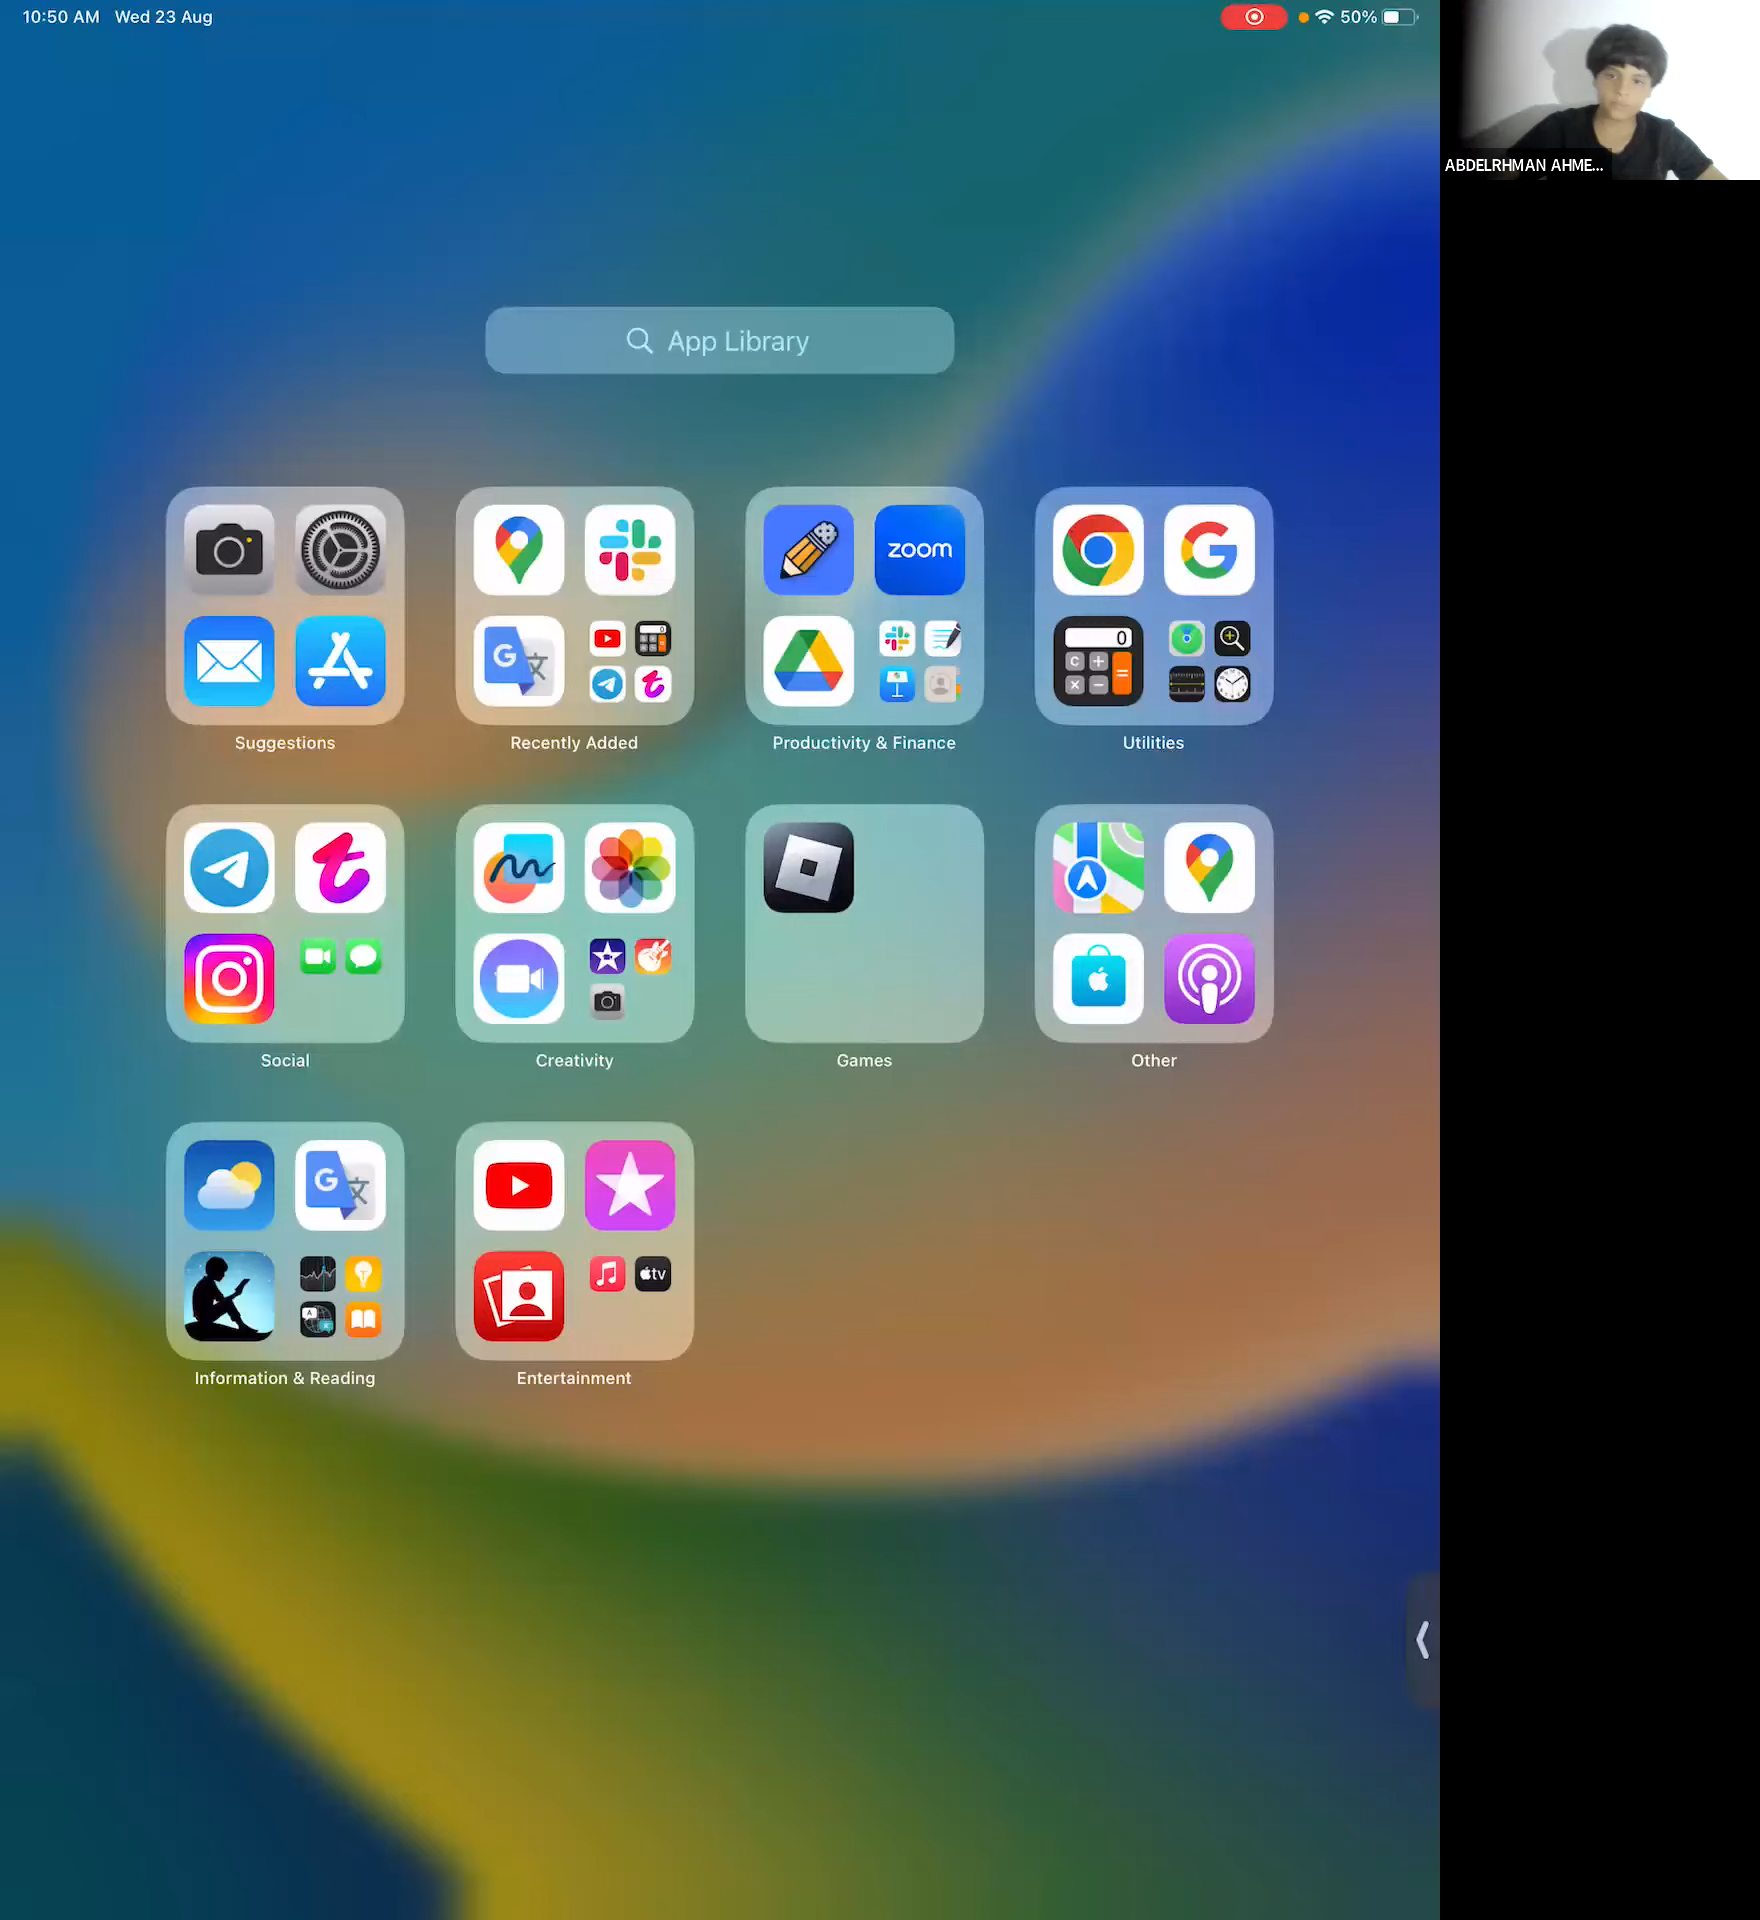 10:50 AM Wed 23 Aug
50%
ABDELRHMAN AHME...
App Library
zoom
0
G
0
Suggestions
Recently Added
Productivity & Finance
Utilities
Social
Creativity
Games
Other
G
tv
Information & Reading
Entertainment